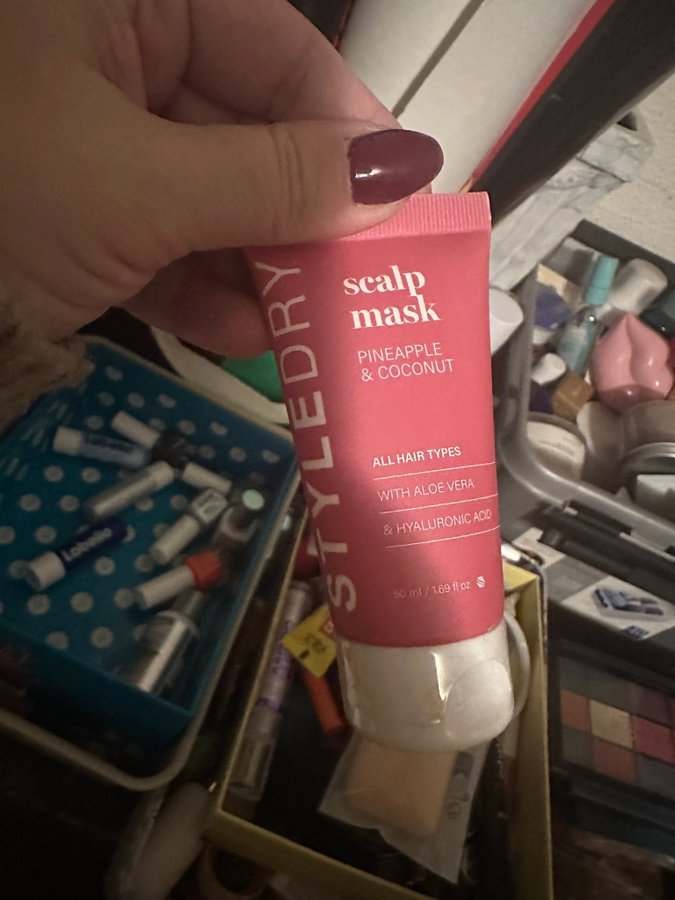 STYLEDRY
scalp
mask
PINEAPPLE
& COCONUT
ALL HAIR TYPES
WITH ALOE VERA
& HYALURONIC ACID
50 ml / 1.69 fl oz
Labello
Labello